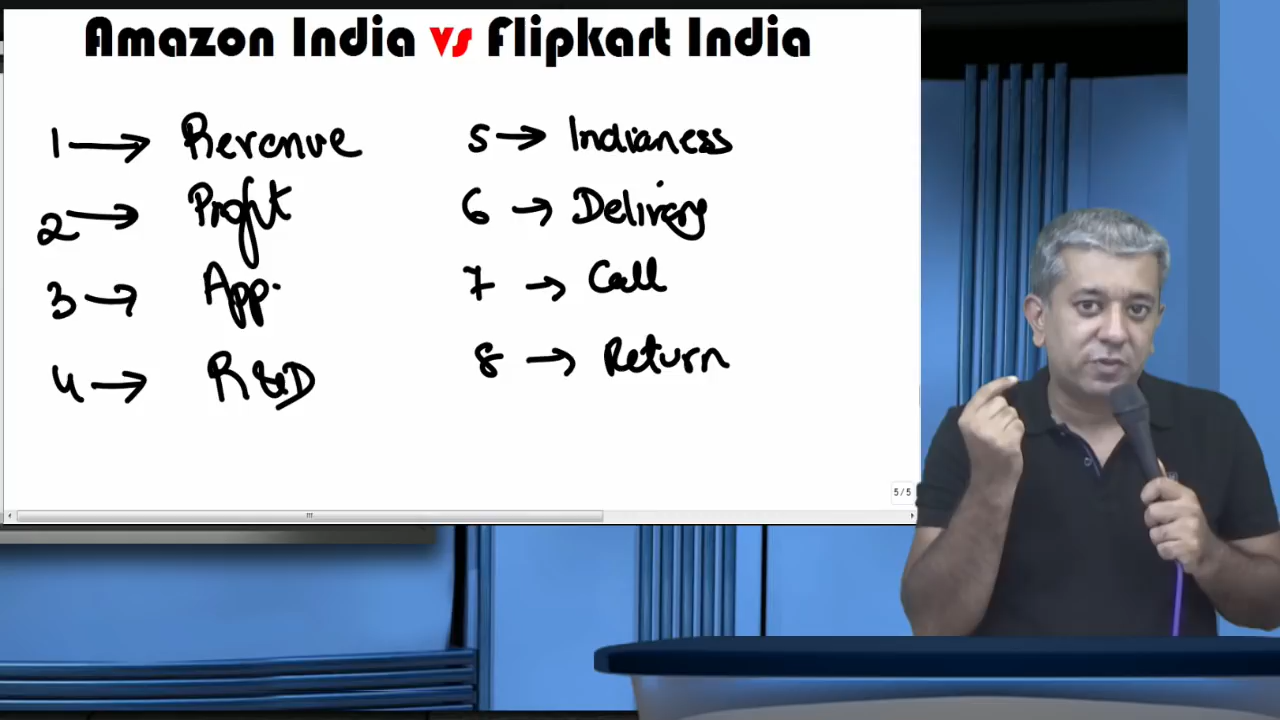 Amazon India vs Flipkart India
1 → Revenue
2 → Profit
3 → App.
4 → R&D
5 → Indianess
6 → Delivery
7 → Call
8 → Return
5/5